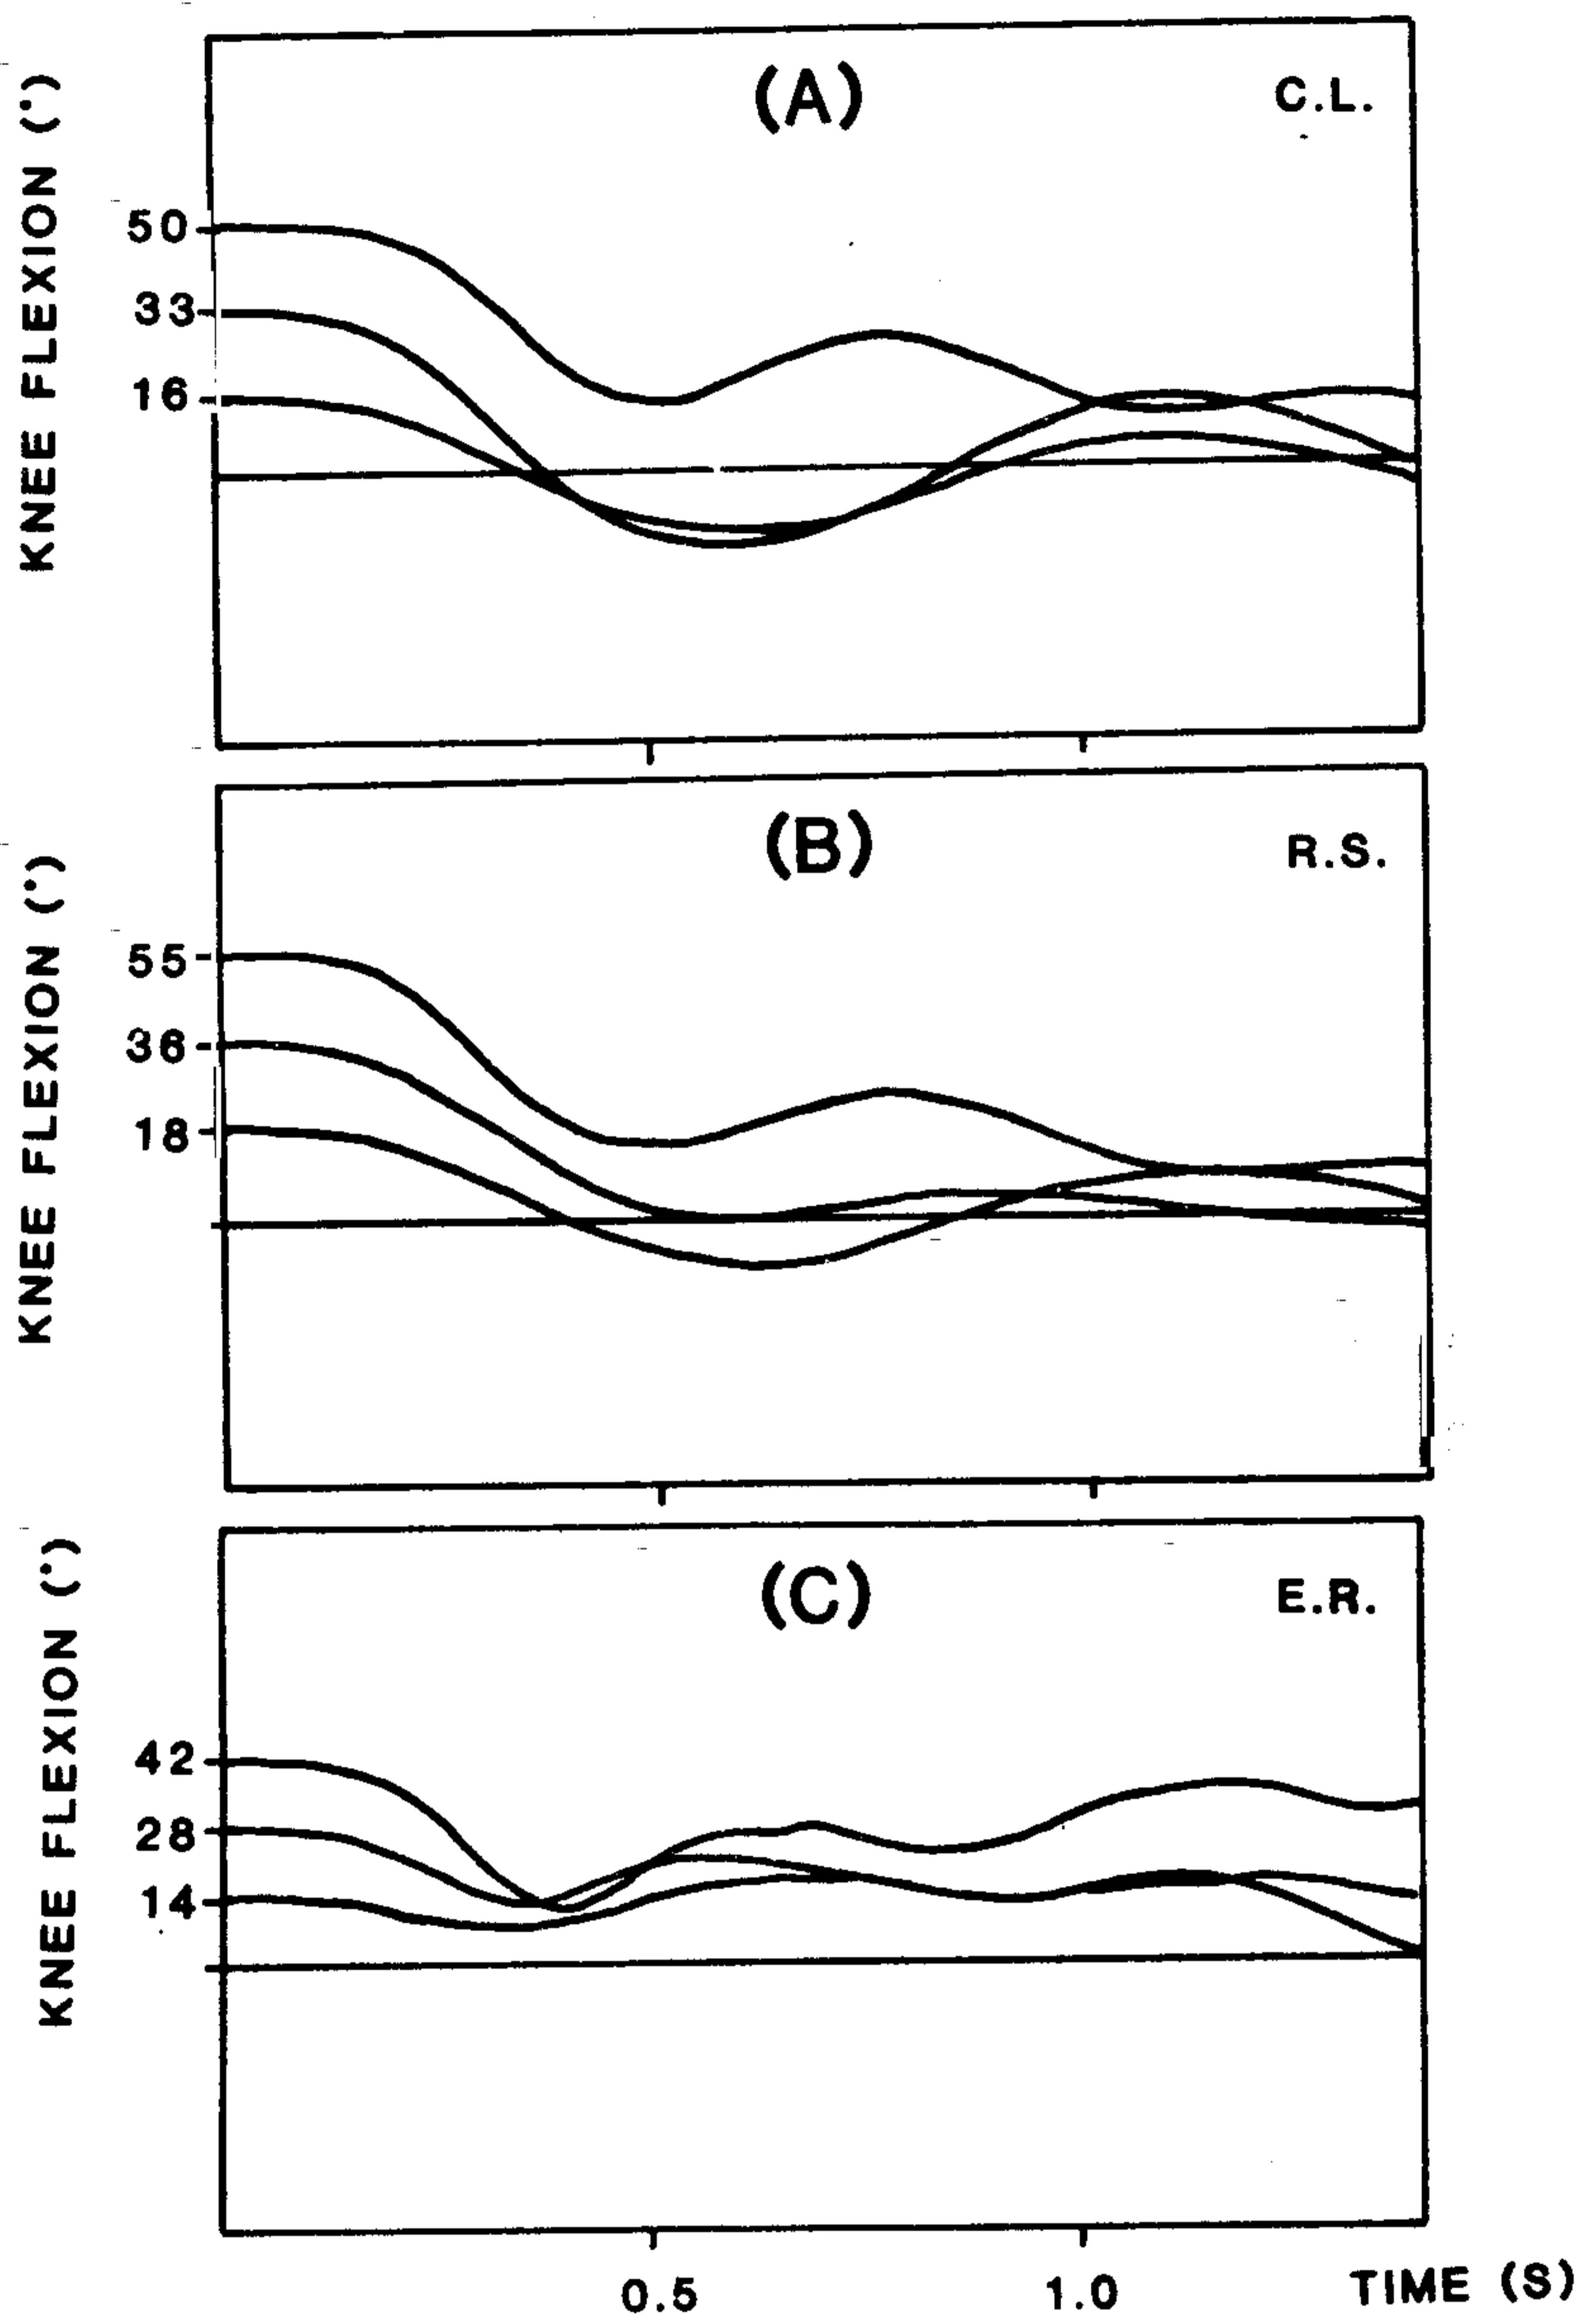 (A)
C.L.
KNEE FLEXION (°)
50
33
16
(B)
R.S.
KNEE FLEXION (°)
55
36
18
(C)
E.R.
KNEE FLEXION (°)
42
28
14
0.5
1.0
TIME (S)